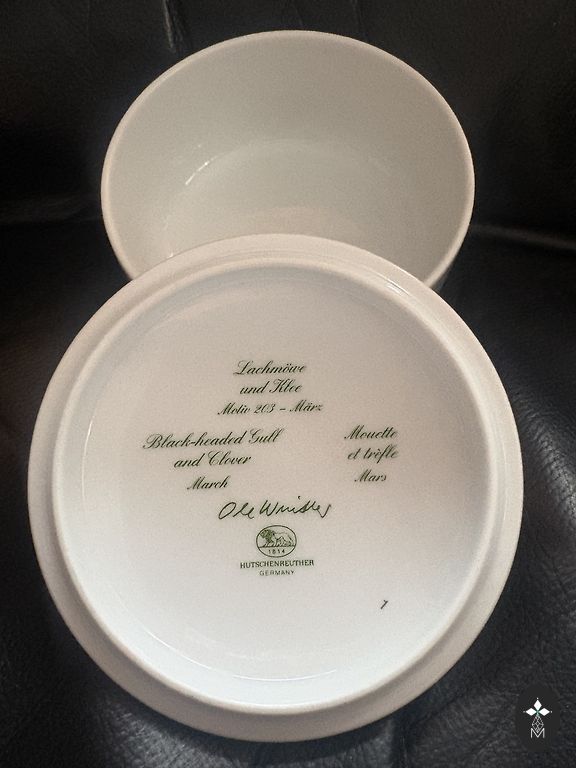 Lachmöwe
und Klee
Motiv 203 – März
Black-headed Gull
and Clover
March
Mouette
et trèfle
Mars
Ole Winther
1814
HUTSCHENREUTHER
GERMANY
7
M